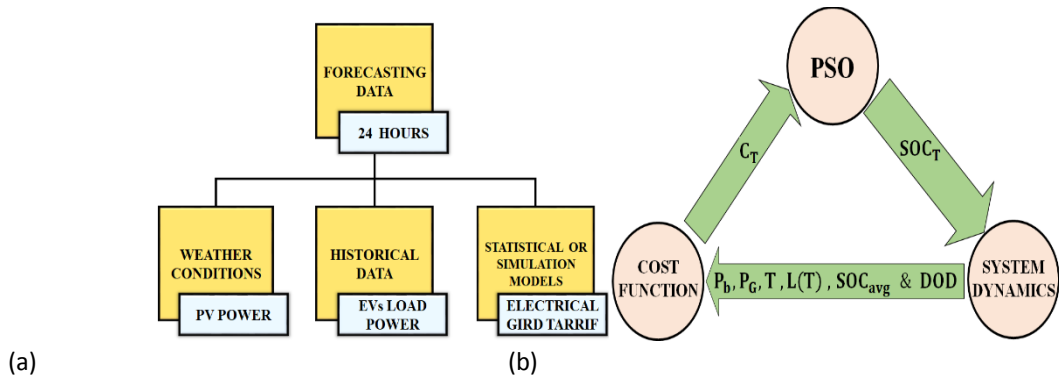 FORECASTING
DATA
24 HOURS
WEATHER
CONDITIONS
PV POWER
HISTORICAL
DATA
EVs LOAD
POWER
STATISTICAL OR
SIMULATION
MODELS
ELECTRICAL
GIRD TARRIF
(a)
PSO
C_T
SOC_T
COST
FUNCTION
P_b, P_G, T , L(T) , SOC_avg & DOD
SYSTEM
DYNAMICS
(b)